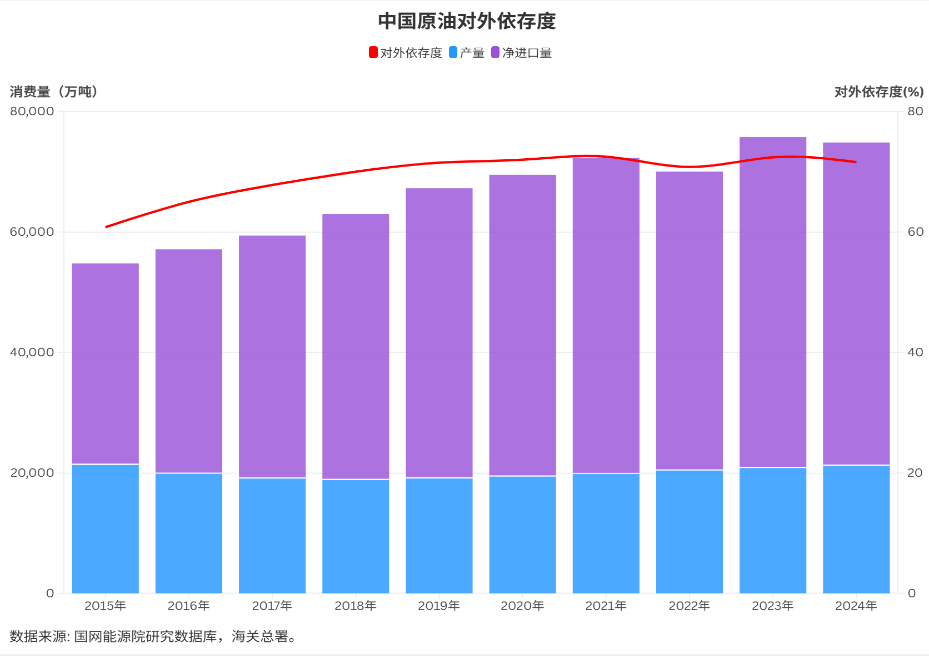 中国原油对外依存度
对外依存度 产量 净进口量
消费量（万吨） 对外依存度(%)
80,000 80
60,000 60
40,000 40
20,000 20
0 0
2015年 2016年 2017年 2018年 2019年 2020年 2021年 2022年 2023年 2024年
数据来源: 国网能源院研究数据库，海关总署。